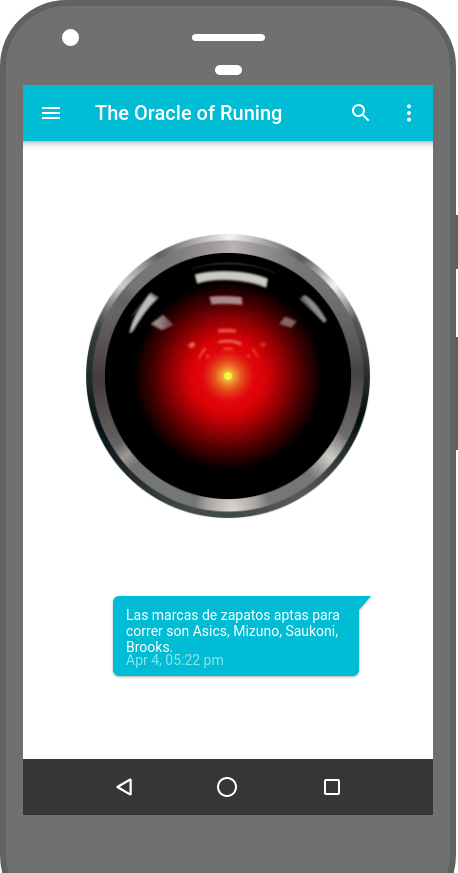 The Oracle of Runing
Las marcas de zapatos aptas para
correr son Asics, Mizuno, Saukoni,
Brooks.
Apr 4, 05:22 pm